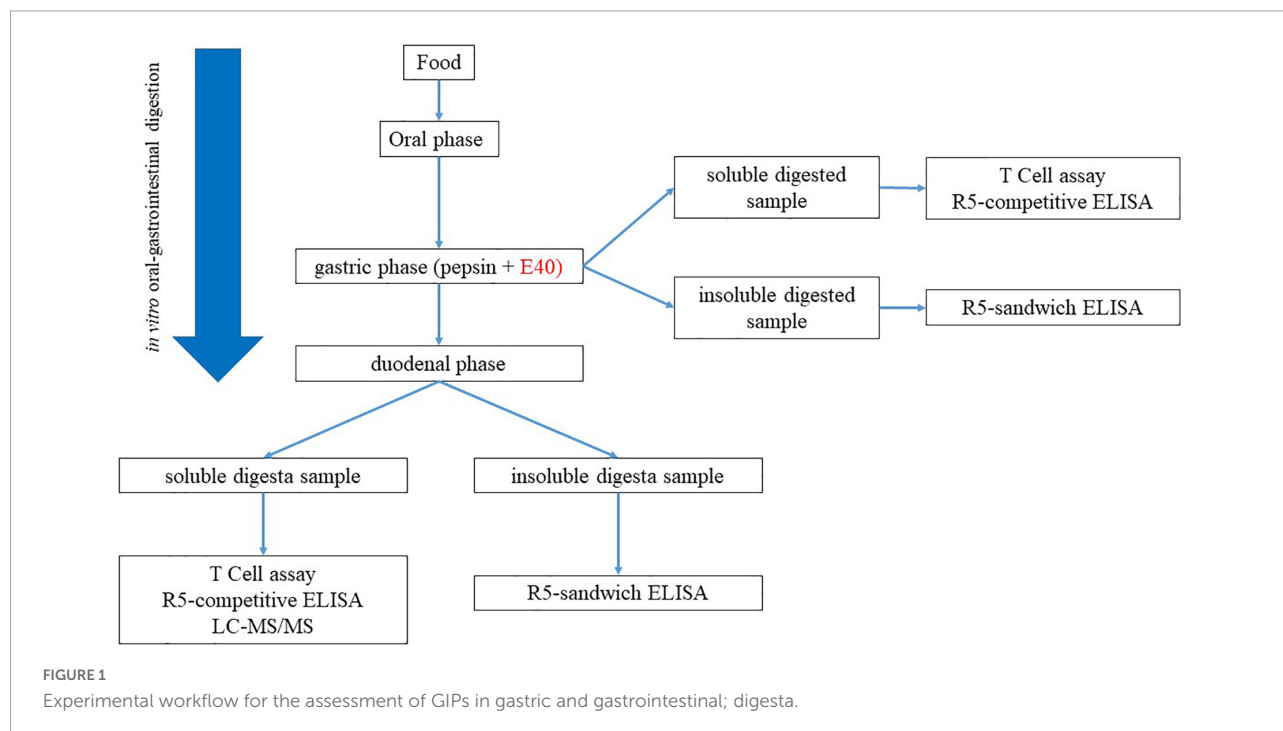 in vitro oral-gastrointestinal digestion
Food
Oral phase
gastric phase (pepsin + E40)
soluble digested
sample
T Cell assay
R5-competitive ELISA
insoluble digested
sample
R5-sandwich ELISA
duodenal phase
soluble digesta sample
insoluble digesta sample
T Cell assay
R5-competitive ELISA
LC-MS/MS
R5-sandwich ELISA
FIGURE 1
Experimental workflow for the assessment of GIPs in gastric and gastrointestinal; digesta.